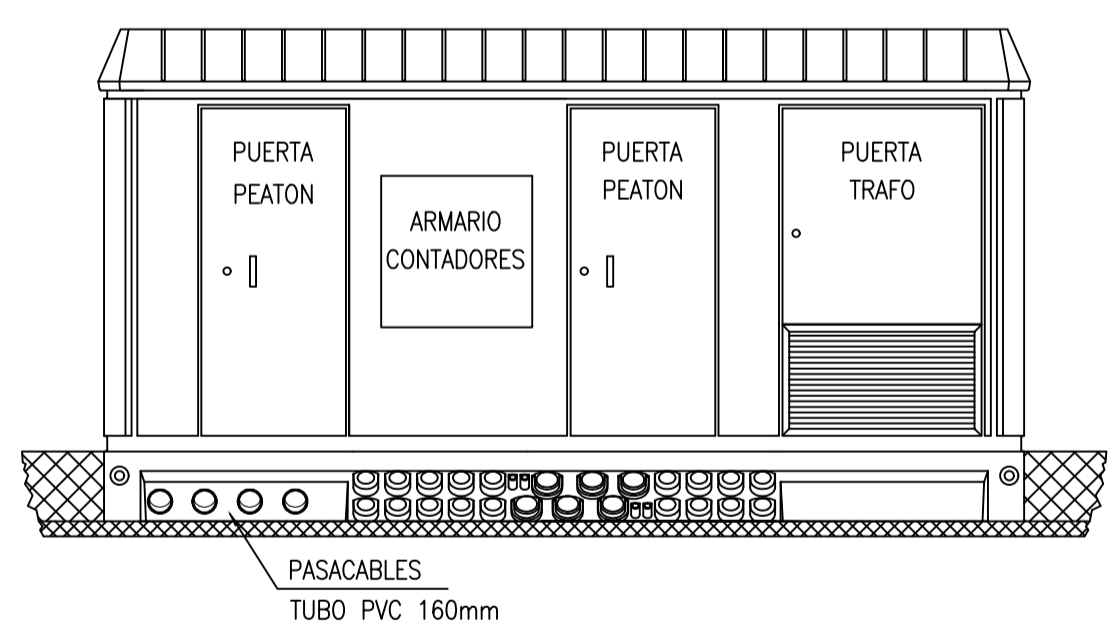 PUERTA
PEATON
ARMARIO
CONTADORES
PUERTA
PEATON
PUERTA
TRAFO
PASACABLES
TUBO PVC 160mm